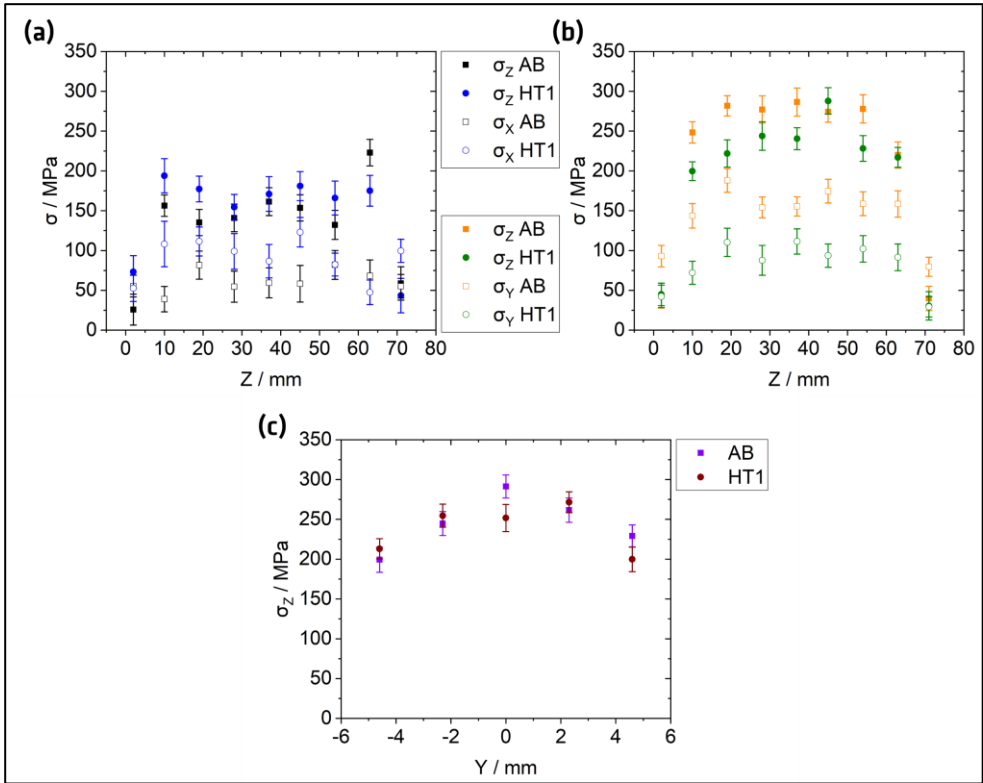 (a)
350
300
250
200
150
100
50
0
σ / MPa
0 10 20 30 40 50 60 70 80
Z / mm
σZ AB
σZ HT1
σX AB
σX HT1
σZ AB
σZ HT1
σY AB
σY HT1
(b)
350
300
250
200
150
100
50
0
σ / MPa
0 10 20 30 40 50 60 70 80
Z / mm
(c)
350
300
250
200
150
100
50
0
σZ / MPa
-6 -4 -2 0 2 4 6
Y / mm
AB
HT1